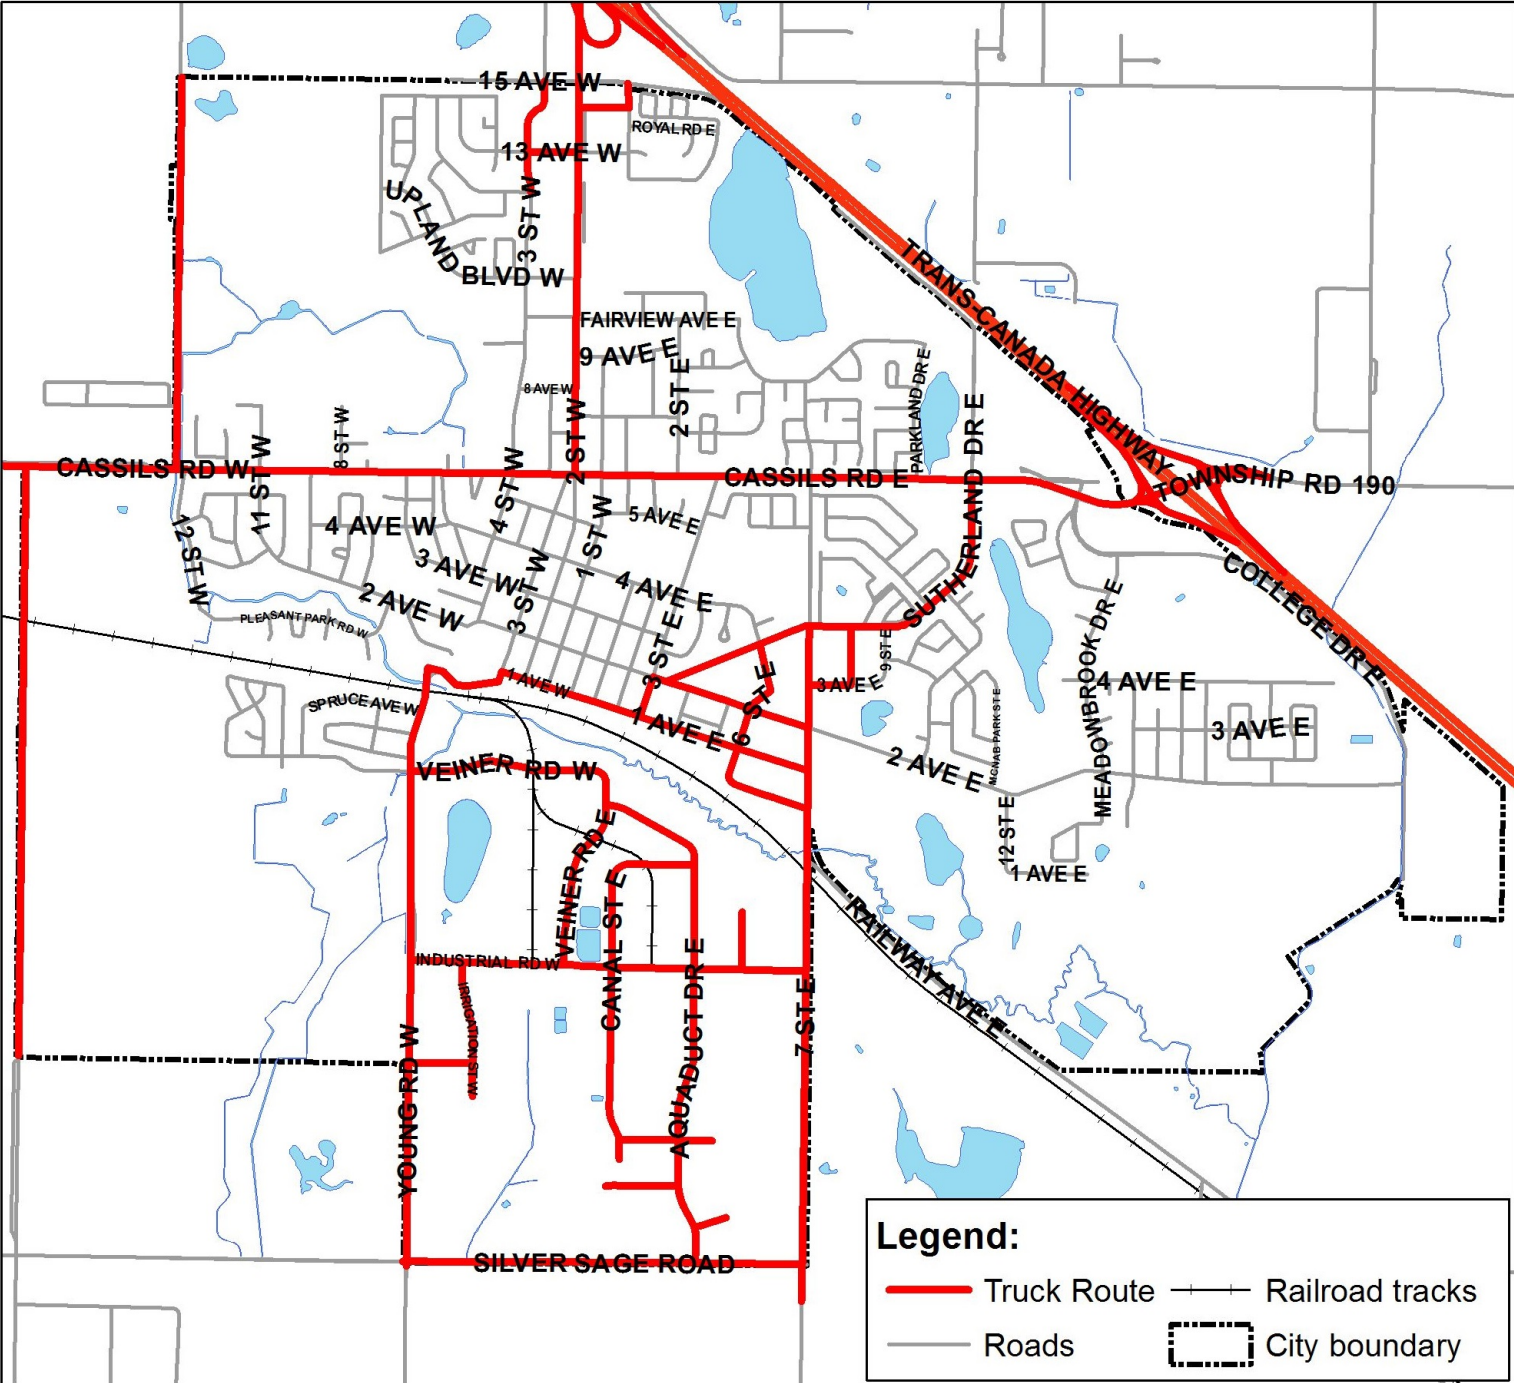 15 AVE W
ROYAL RD E
13 AVE W
UPLAND
BLVD W
3 ST W
TRANS-CANADA HIGHWAY
FAIRVIEW AVE E
9 AVE E
2 ST E
8 AVE W
PARKLAND DR E
2 ST W
8 ST W
11 ST W
4 ST W
CASSILS RD W
CASSILS RD E
SUTHERLAND DR E
TOWNSHIP RD 190
12 ST W
4 AVE W
5 AVE E
1 ST W
3 AVE W
3 ST W
4 AVE E
2 AVE W
PLEASANT PARK RD W
COLLEGE DR E
3 ST E
9 ST E
MEADOWBROOK DR E
1 AVE W
6 ST E
3 AVE E
4 AVE E
SPRUCE AVE W
1 AVE E
MCNAB PARK ST E
3 AVE E
2 AVE E
VEINER RD W
VEINER RD E
12 ST E
1 AVE E
CANAL ST E
RAILWAY AVE E
INDUSTRIAL RD W
IRRIGATION ST W
AQUADUCT DR E
7 ST E
YOUNG RD W
SILVER SAGE ROAD
Legend:
Truck Route
Railroad tracks
Roads
City boundary